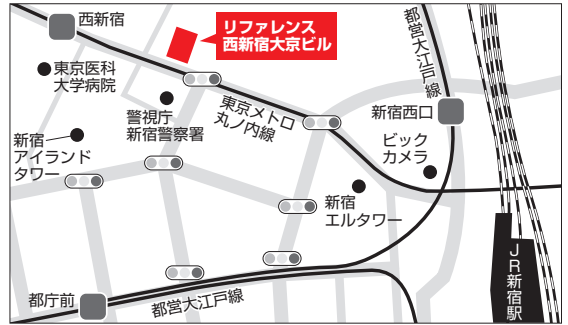 西新宿
リファレンス
西新宿大京ビル
都営大江戸線
東京医科
大学病院
東京メトロ
丸ノ内線
新宿西口
警視庁
新宿警察署
新宿
アイランド
タワー
ビック
カメラ
新宿
エルタワー
JR新宿駅
都庁前
都営大江戸線